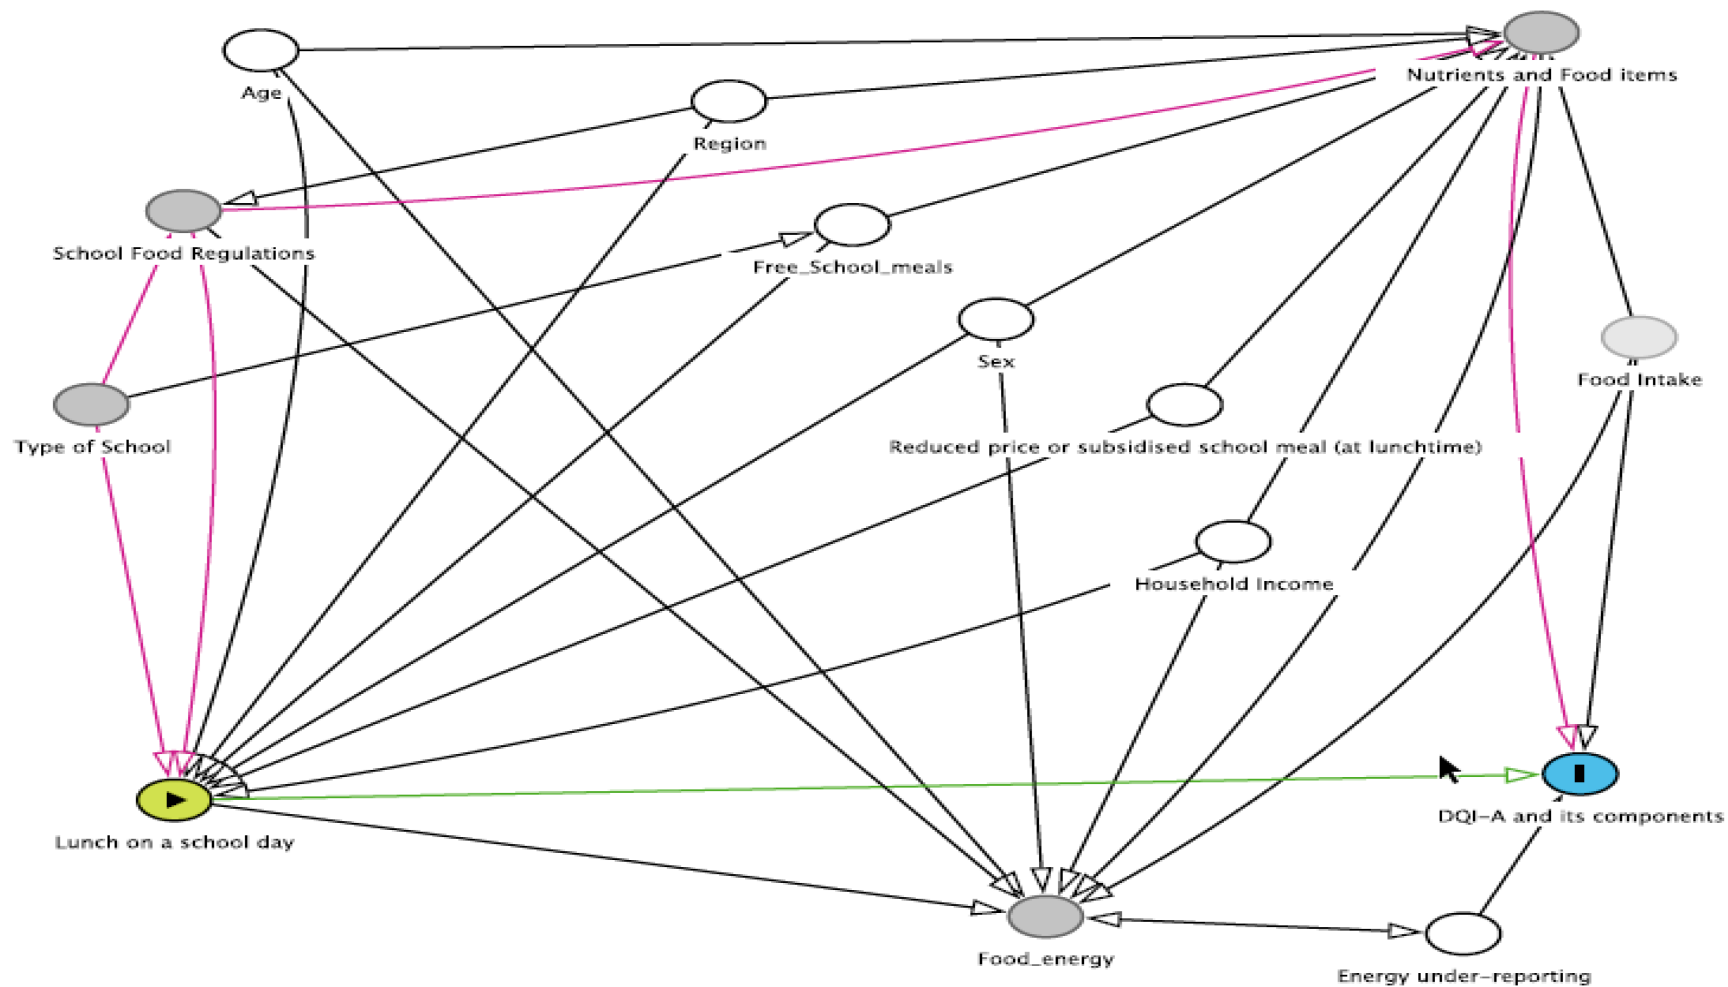 Nutrients and Food items
Age
Region
School Food Regulations
Free_School_meals
Sex
Food Intake
Type of School
Reduced price or subsidised school meal (at lunchtime)
Household Income
DQI-A and its components
Lunch on a school day
Food_energy
Energy under-reporting